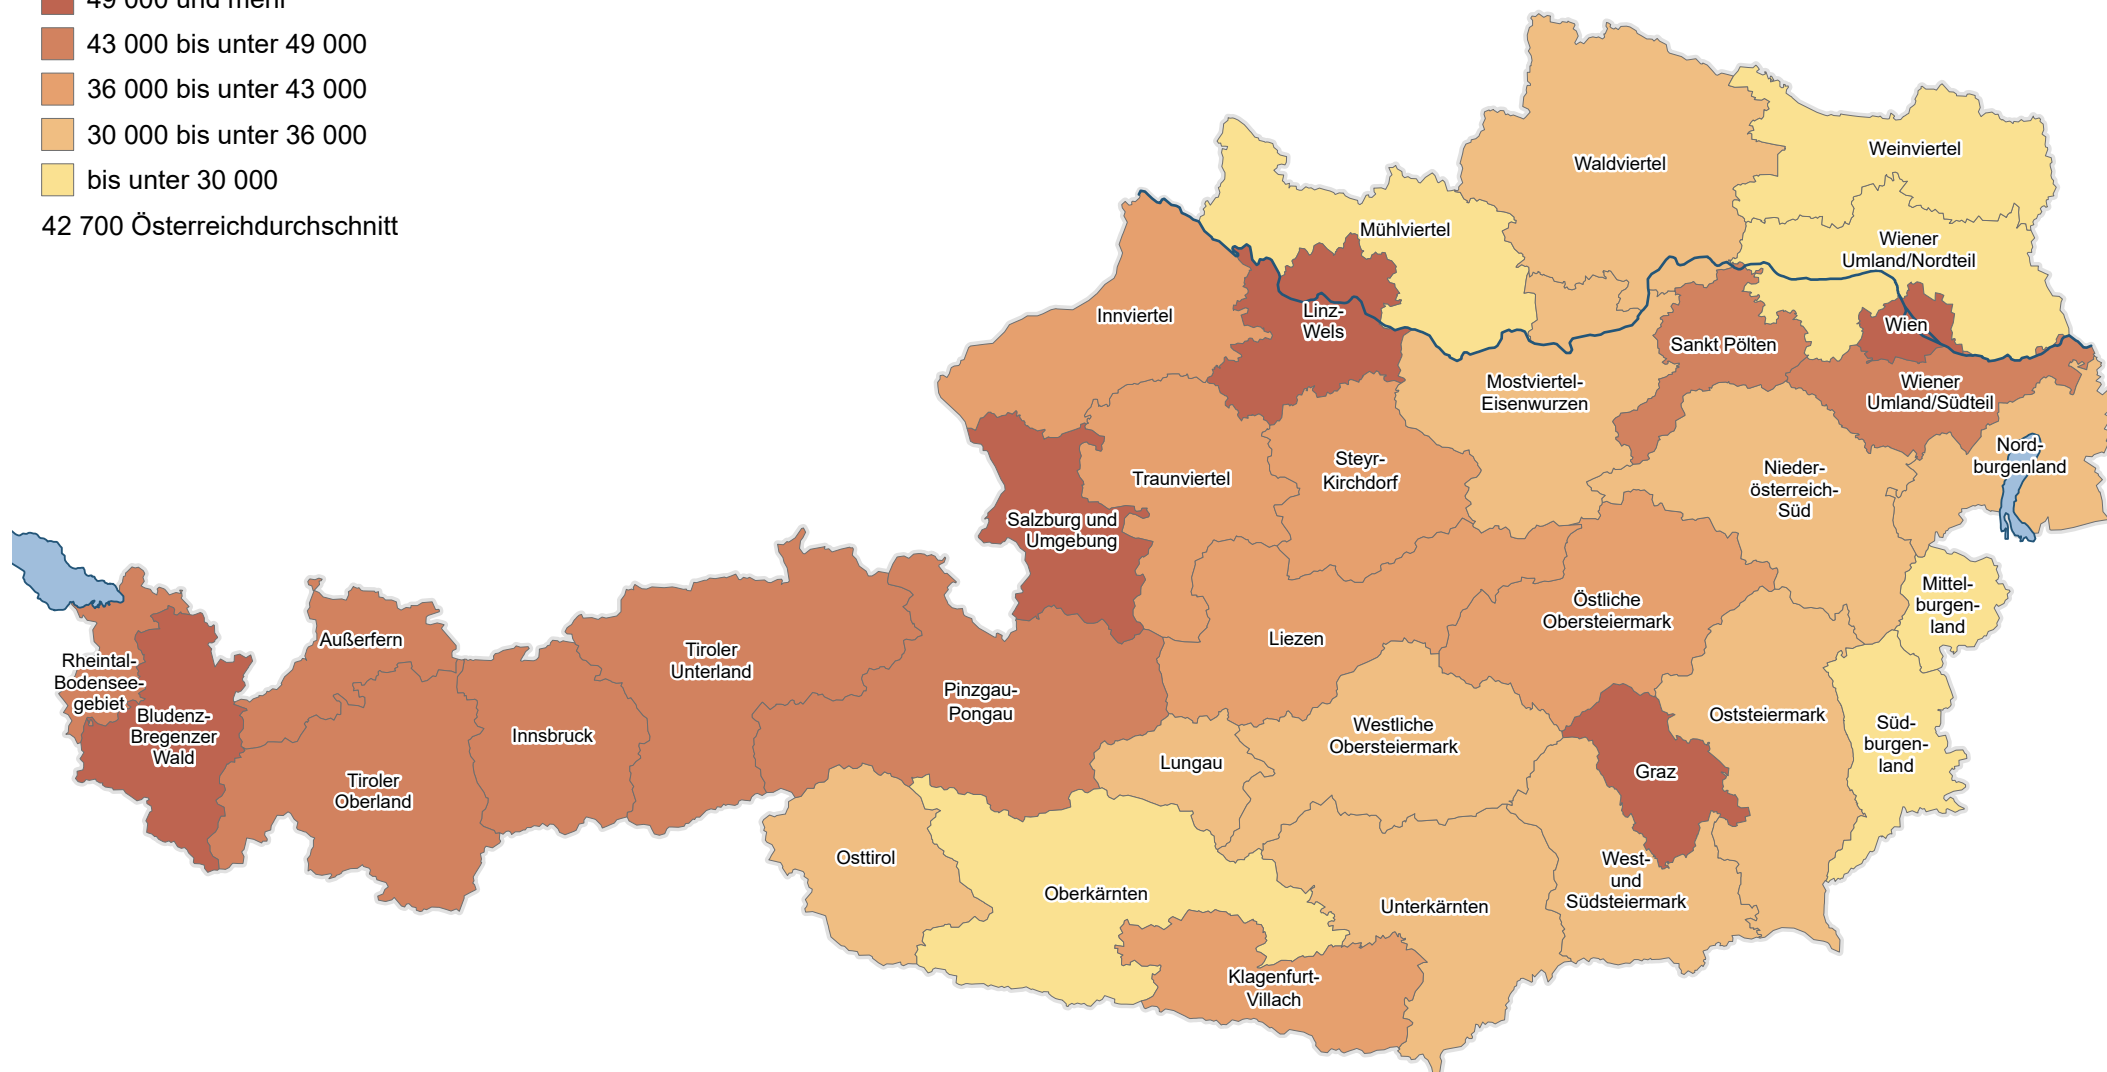 49 000 und mehr
43 000 bis unter 49 000
36 000 bis unter 43 000
30 000 bis unter 36 000
bis unter 30 000
42 700 Österreichdurchschnitt
Waldviertel
Weinviertel
Mühlviertel
Wiener
Umland/Nordteil
Innviertel
Linz-
Wels
Wien
Sankt Pölten
Mostviertel-
Eisenwurzen
Wiener
Umland/Südteil
Nord-
burgenland
Traunviertel
Steyr-
Kirchdorf
Nieder-
österreich-
Süd
Salzburg und
Umgebung
Mittel-
burgen-
land
Östliche
Obersteiermark
Liezen
Außerfern
Tiroler
Unterland
Rheintal-
Bodensee-
gebiet
Bludenz-
Bregenzer
Wald
Innsbruck
Pinzgau-
Pongau
Westliche
Obersteiermark
Oststeiermark
Süd-
burgen-
land
Lungau
Graz
Tiroler
Oberland
Osttirol
Oberkärnten
Unterkärnten
West-
und
Südsteiermark
Klagenfurt-
Villach